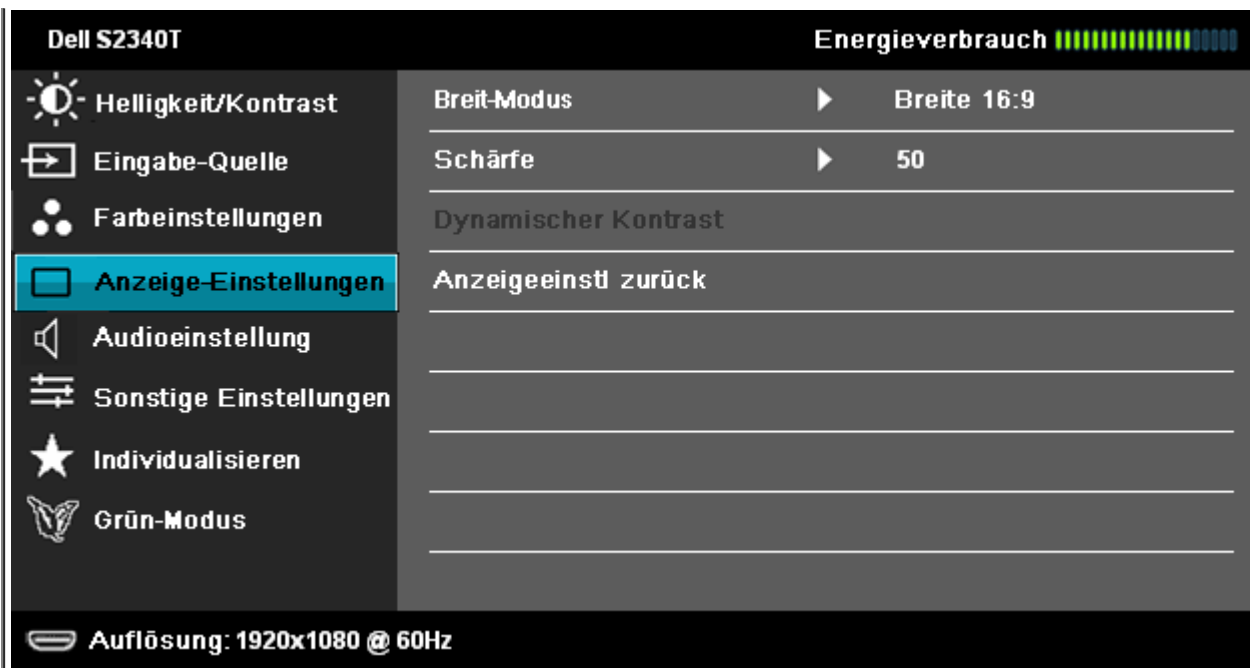 Dell S2340T
Energieverbrauch
Helligkeit/Kontrast
Eingabe-Quelle
Farbeinstellungen
Anzeige-Einstellungen
Audioeinstellung
Sonstige Einstellungen
Individualisieren
Grün-Modus
Breit-Modus Breite 16:9
Schärfe 50
Dynamischer Kontrast
Anzeigeeinstl zurück
Auflösung: 1920x1080 @ 60Hz